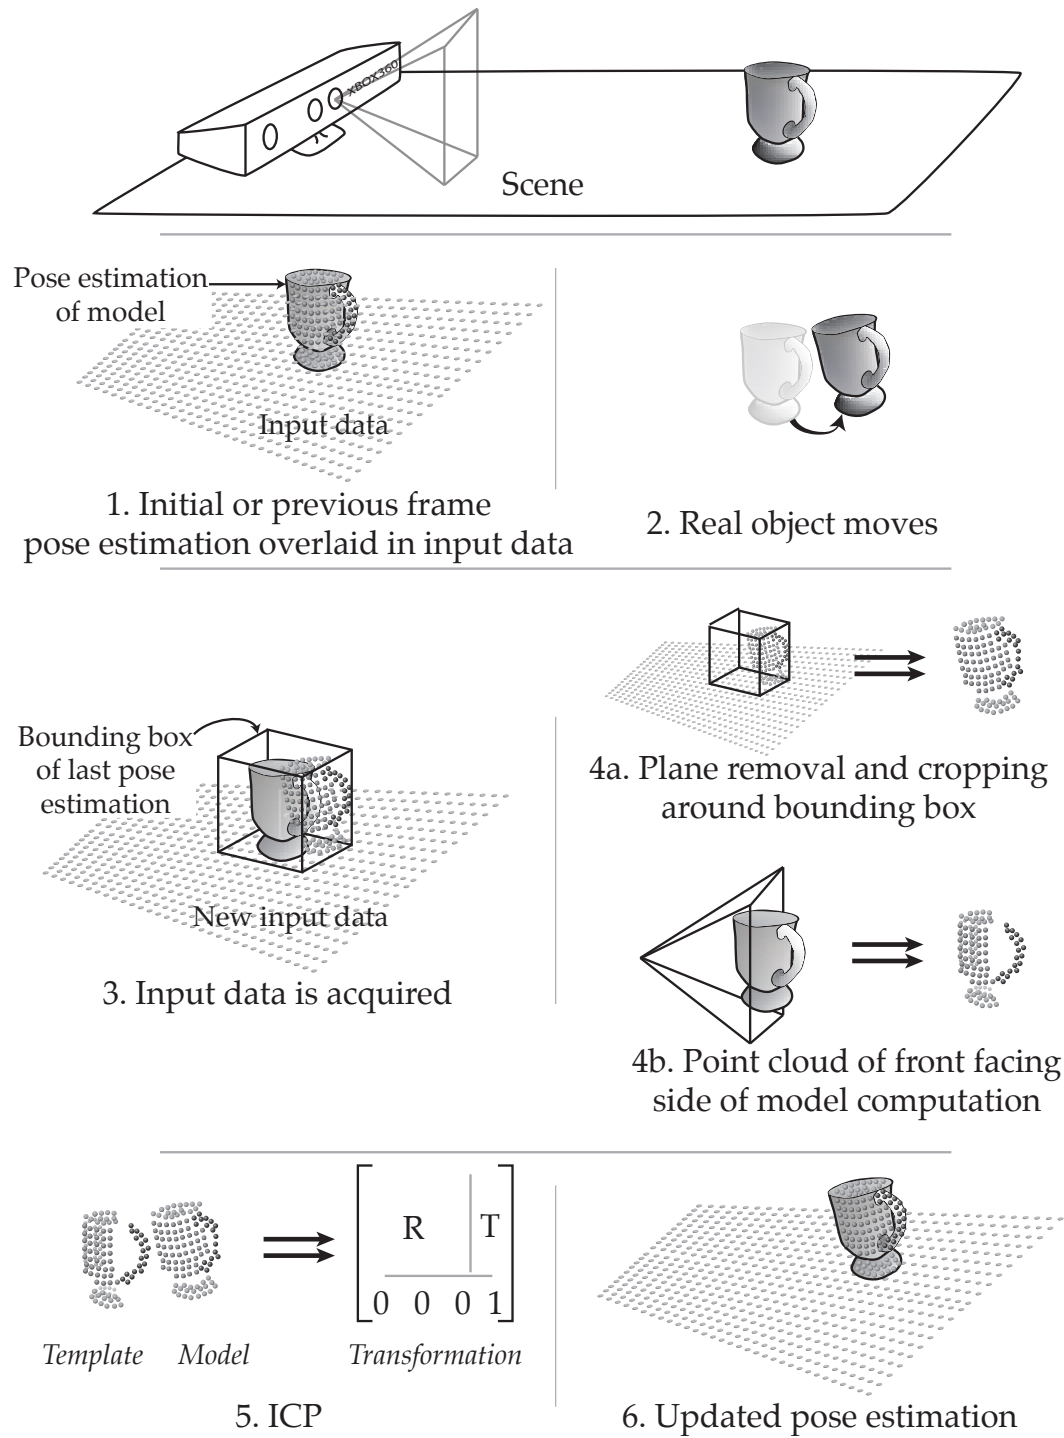 XBOX360
Scene
Pose estimation
of model
Input data
1. Initial or previous frame
pose estimation overlaid in input data
2. Real object moves
Bounding box
of last pose
estimation
New input data
3. Input data is acquired
4a. Plane removal and cropping
around bounding box
4b. Point cloud of front facing
side of model computation
R T
0 0 0 1
Template Model Transformation
5. ICP
6. Updated pose estimation